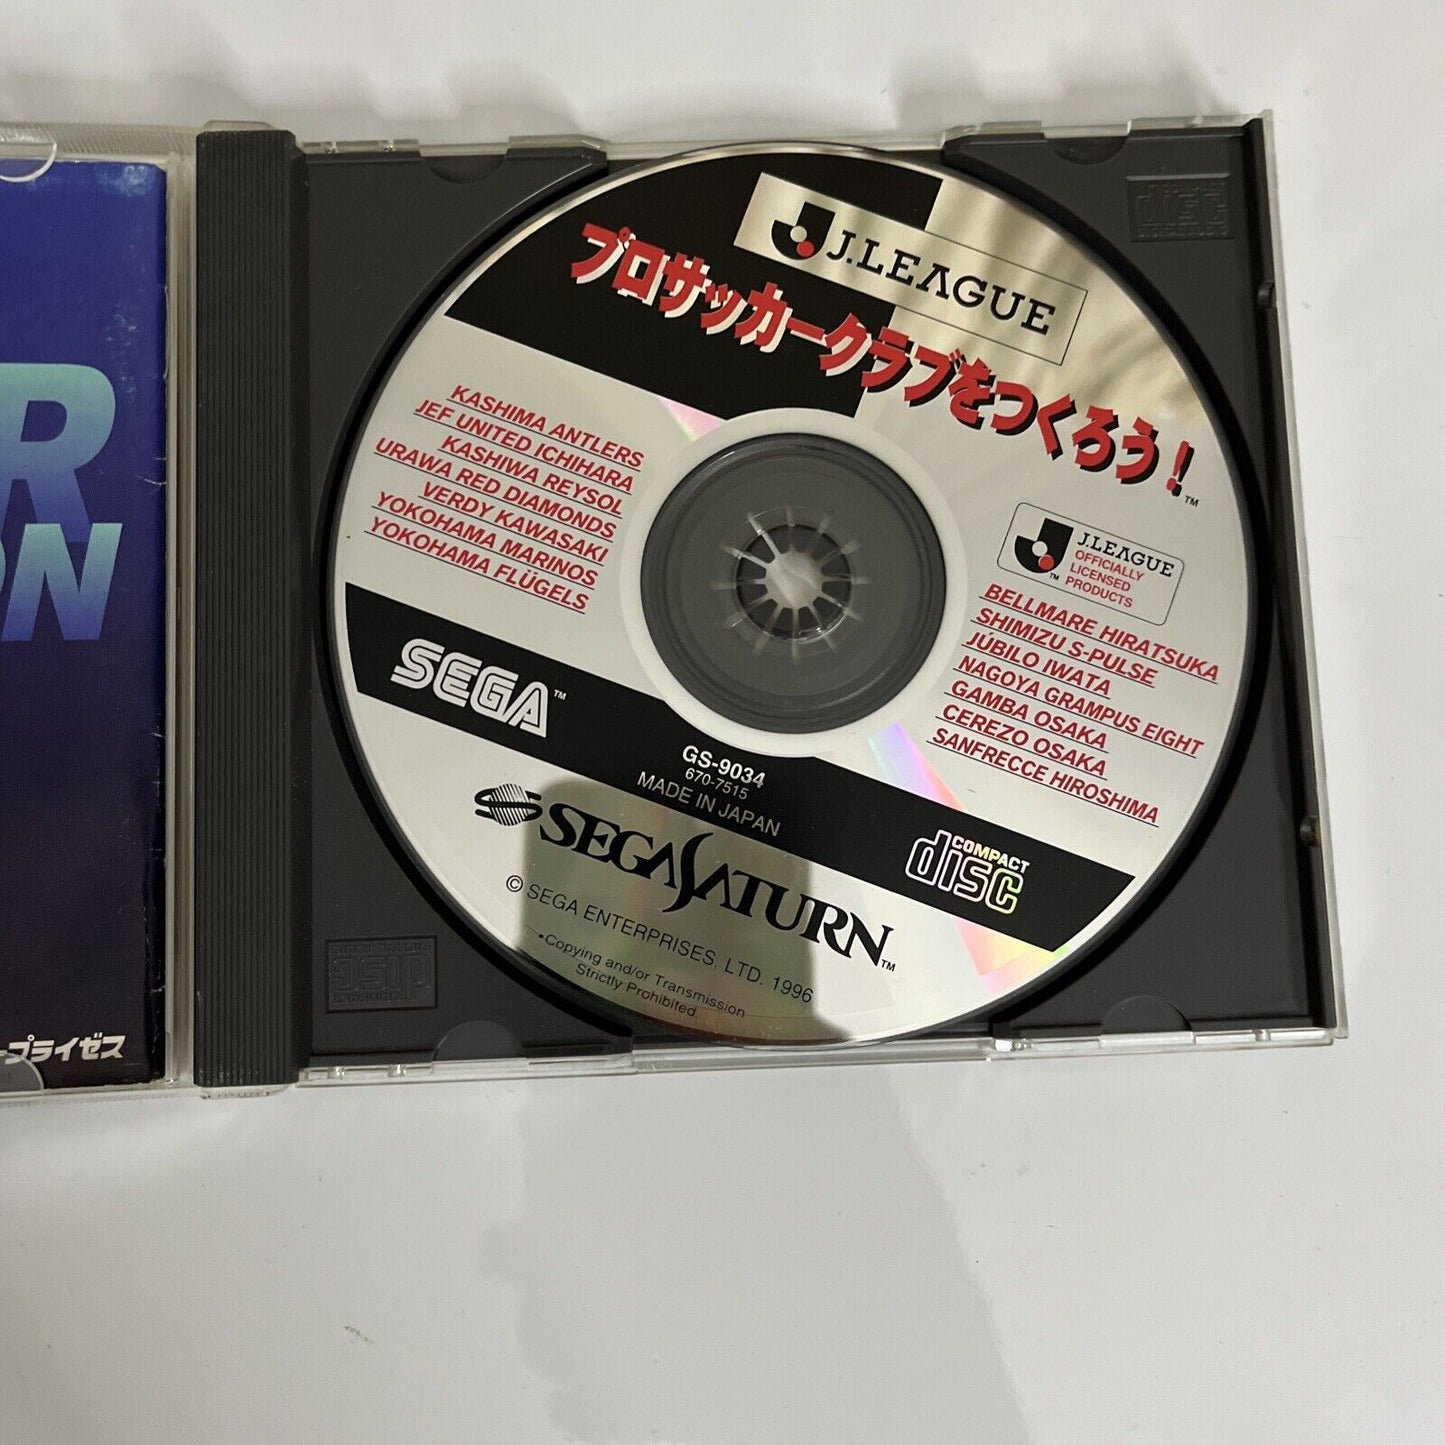 R
ON
ープライゼス
J.LEAGUE
プロサッカークラブをつくろう!™
KASHIMA ANTLERS
JEF UNITED ICHIHARA
KASHIWA REYSOL
URAWA RED DIAMONDS
VERDY KAWASAKI
YOKOHAMA MARINOS
YOKOHAMA FLÜGELS
J.LEAGUE
OFFICIALLY
LICENSED
PRODUCTS
™
BELLMARE HIRATSUKA
SHIMIZU S-PULSE
JÚBILO IWATA
NAGOYA GRAMPUS EIGHT
GAMBA OSAKA
CEREZO OSAKA
SANFRECCE HIROSHIMA
SEGA™
GS-9034
670-7515
MADE IN JAPAN
COMPACT
disc
SEGA SATURN™
© SEGA ENTERPRISES, LTD. 1996
•Copying and/or Transmission
Strictly Prohibited.